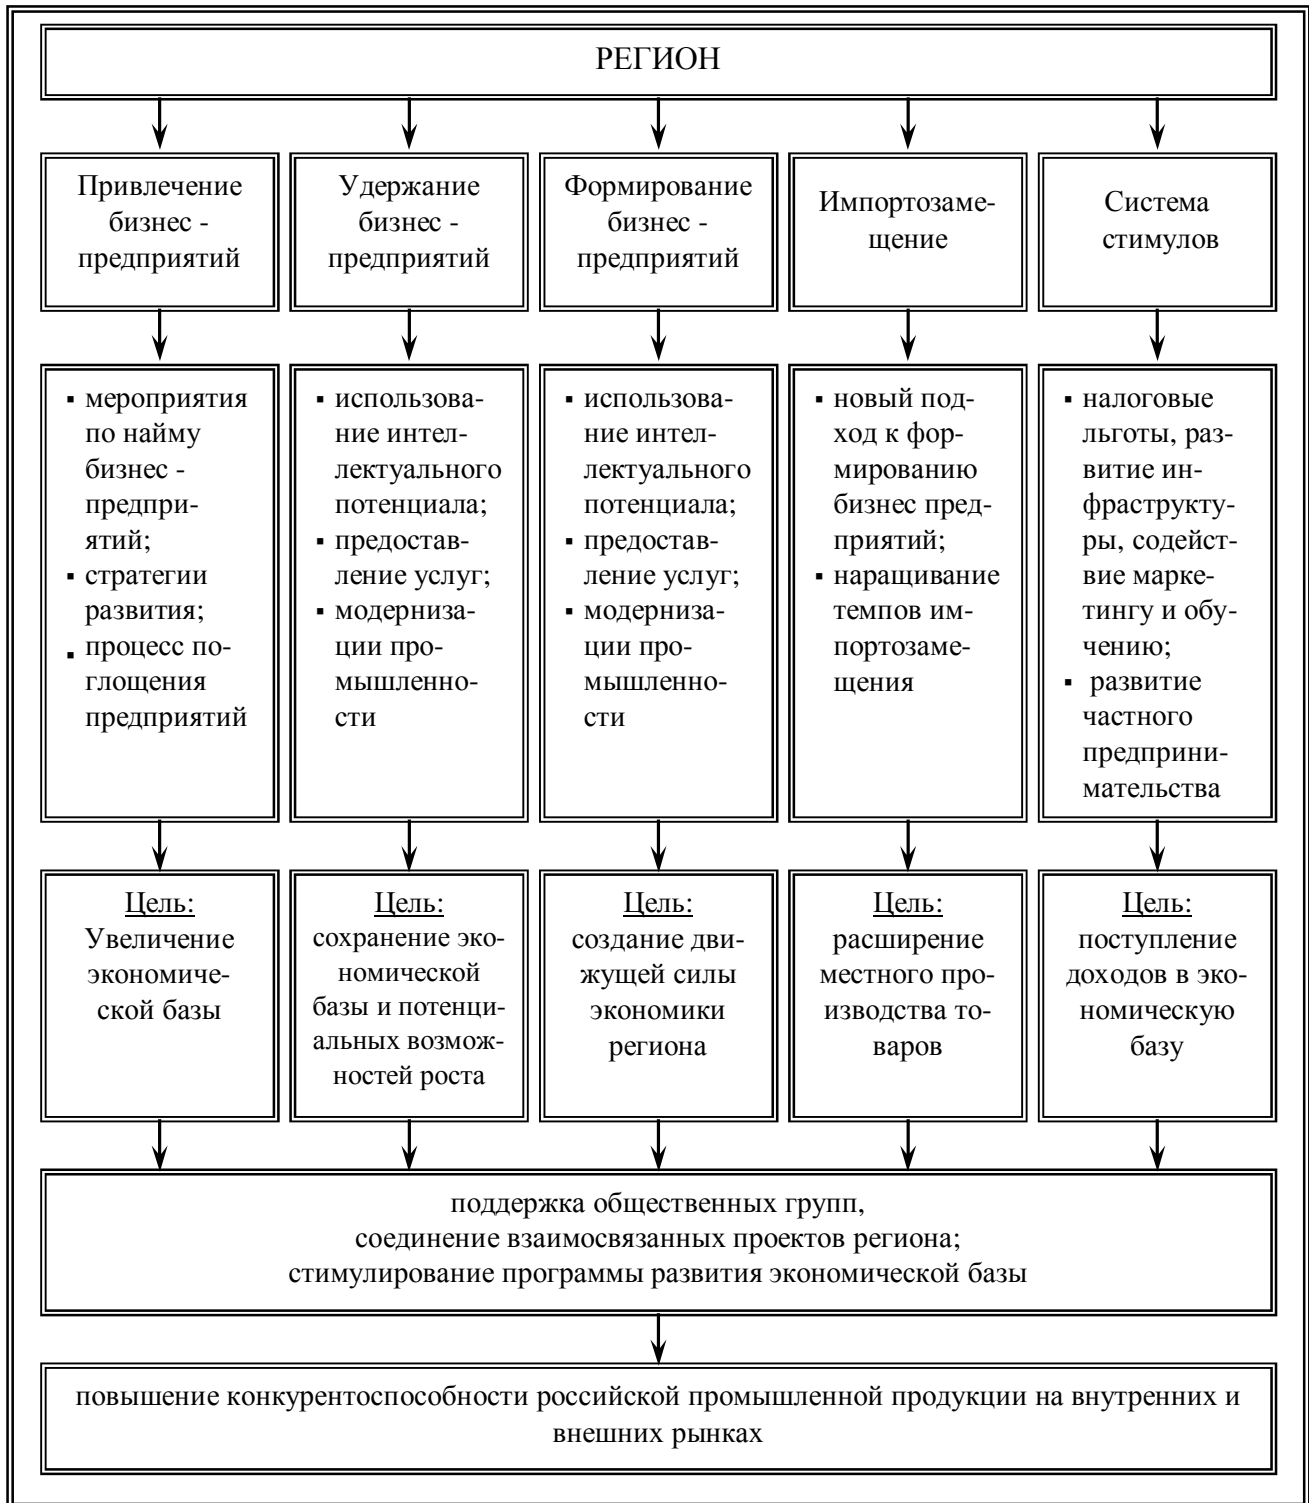 РЕГИОН
Привлечение
бизнес -
предприятий
Удержание
бизнес -
предприятий
Формирование
бизнес -
предприятий
Импортозаме-
щение
Система
стимулов
▪ мероприятия
по найму
бизнес -
предпри-
ятий;
▪ стратегии
развития;
▪ процесс по-
глощения
предприятий
▪ использова-
ние интел-
лектуального
потенциала;
▪ предостав-
ление услуг;
▪ модерниза-
ции про-
мышленно-
сти
▪ использова-
ние интел-
лектуального
потенциала;
▪ предостав-
ление услуг;
▪ модерниза-
ции про-
мышленно-
сти
▪ новый под-
ход к фор-
мированию
бизнес пред-
приятий;
▪ наращивание
темпов им-
портозаме-
щения
▪ налоговые
льготы, раз-
витие ин-
фраструкту-
ры, содейст-
вие марке-
тингу и обу-
чению;
▪ развитие
частного
предприни-
мательства
Цель:
Увеличение
экономиче-
ской базы
Цель:
сохранение эко-
номической
базы и потенци-
альных возмож-
ностей роста
Цель:
создание дви-
жущей силы
экономики
региона
Цель:
расширение
местного про-
изводства то-
варов
Цель:
поступление
доходов в эко-
номическую
базу
поддержка общественных групп,
соединение взаимосвязанных проектов региона;
стимулирование программы развития экономической базы
повышение конкурентоспособности российской промышленной продукции на внутренних и
внешних рынках